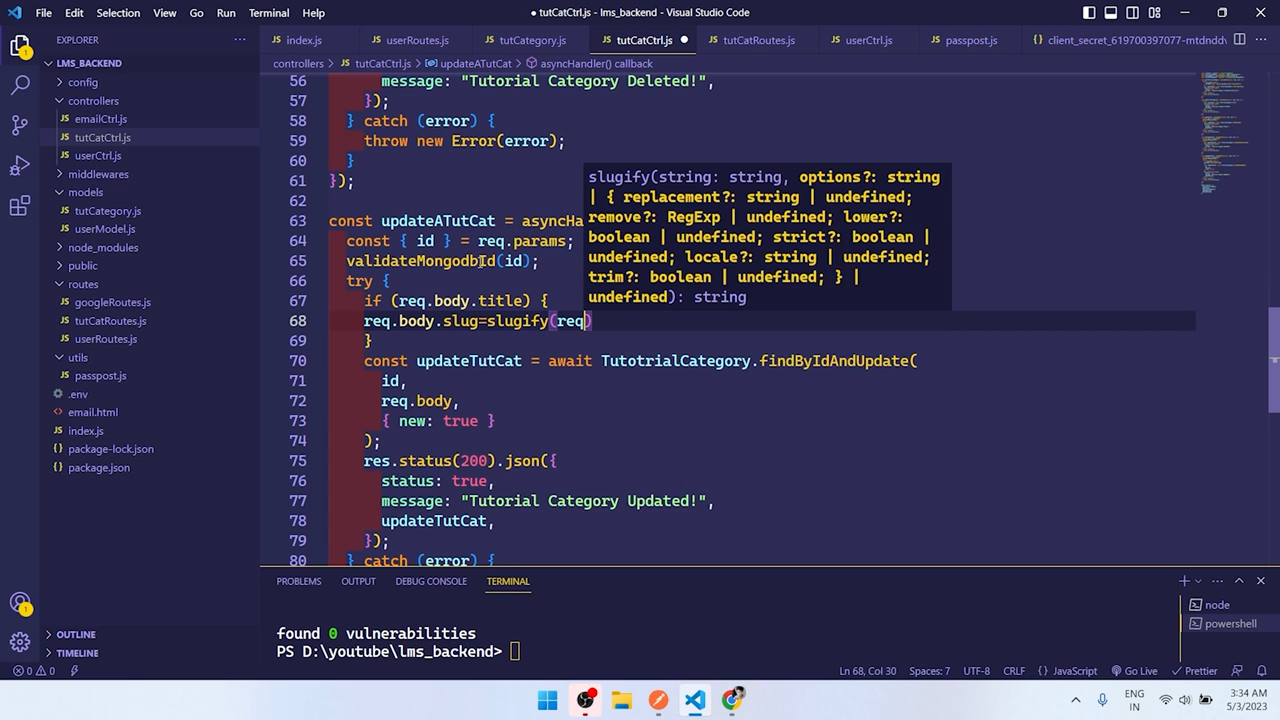 File Edit Selection View Go Run Terminal Help
● tutCatCtrl.js - lms_backend - Visual Studio Code
EXPLORER
LMS_BACKEND
config
controllers
emailCtrl.js
tutCatCtrl.js
userCtrl.js
middlewares
models
tutCategory.js
userModel.js
node_modules
public
routes
googleRoutes.js
tutCatRoutes.js
userRoutes.js
utils
passpost.js
.env
email.html
index.js
package-lock.json
package.json
OUTLINE
TIMELINE
index.js userRoutes.js tutCategory.js tutCatCtrl.js ● tutCatRoutes.js userCtrl.js passpost.js client_secret_619700397077-mtdndd
controllers > tutCatCtrl.js > updateATutCat > asyncHandler() callback
56 message: "Tutorial Category Deleted!",
57 });
58 } catch (error) {
59 throw new Error(error);
60 }
61 });
62
63 const updateATutCat = asyncHa
64 const { id } = req.params;
65 validateMongodbId(id);
66 try {
67 if (req.body.title) {
68 req.body.slug=slugify(req)
69 }
70 const updateTutCat = await TutotrialCategory.findByIdAndUpdate(
71 id,
72 req.body,
73 { new: true }
74 );
75 res.status(200).json({
76 status: true,
77 message: "Tutorial Category Updated!",
78 updateTutCat,
79 });
80 } catch (error) {
slugify(string: string, options?: string
| { replacement?: string | undefined;
remove?: RegExp | undefined; lower?:
boolean | undefined; strict?: boolean |
undefined; locale?: string | undefined;
trim?: boolean | undefined; } |
undefined): string
PROBLEMS OUTPUT DEBUG CONSOLE TERMINAL
found 0 vulnerabilities
PS D:\youtube\lms_backend>
node
powershell
0 0 Ln 68, Col 30 Spaces: 7 UTF-8 CRLF {} JavaScript Go Live Prettier
ENG
IN
3:34 AM
5/3/2023